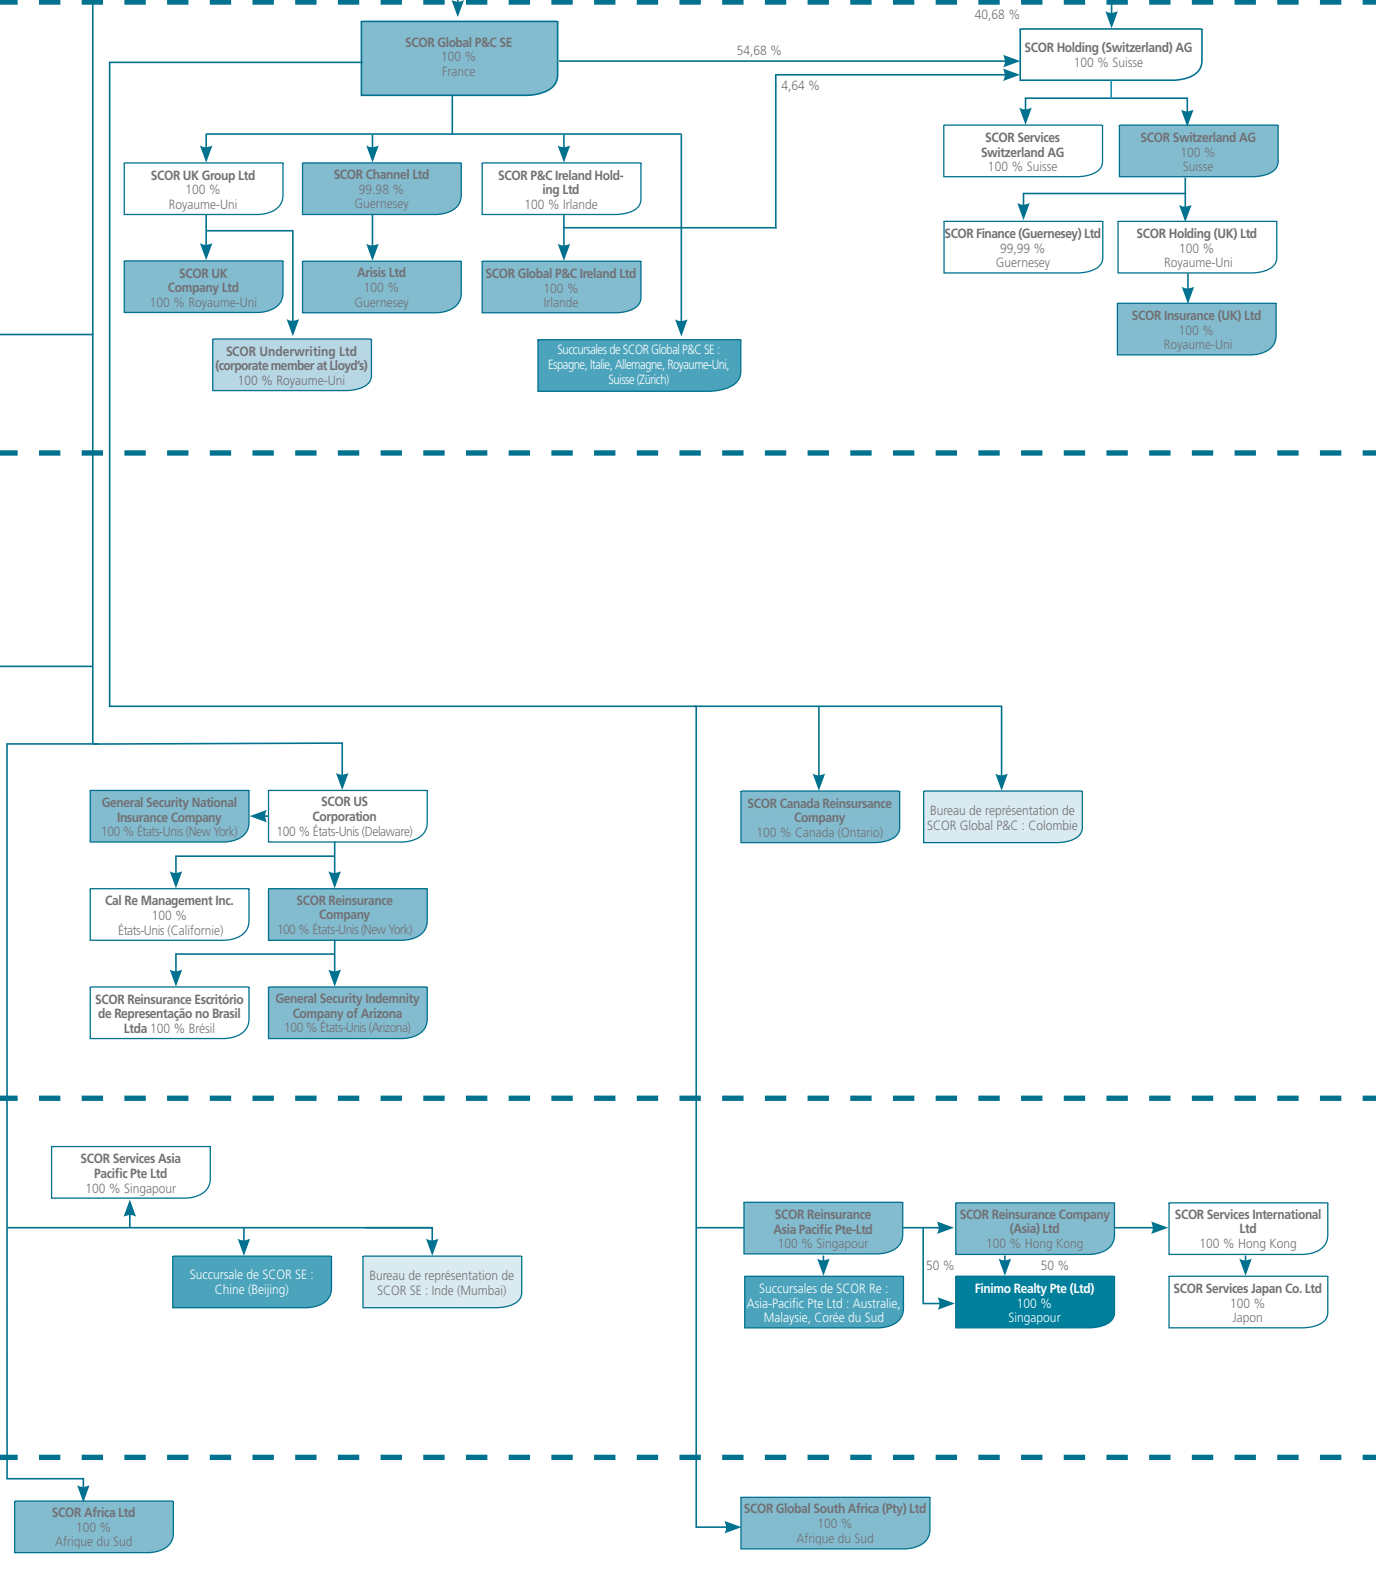 40,68 %
SCOR Global P&C SE
100 %
France
54,68 %
SCOR Holding (Switzerland) AG
100 % Suisse
4,64 %
SCOR UK Group Ltd
100 %
Royaume-Uni
SCOR Channel Ltd
99.98 %
Guernesey
SCOR P&C Ireland Hold-
ing Ltd
100 % Irlande
SCOR Services
Switzerland AG
100 % Suisse
SCOR Switzerland AG
100 %
Suisse
SCOR UK
Company Ltd
100 % Royaume-Uni
Arisis Ltd
100 %
Guernesey
SCOR Global P&C Ireland Ltd
100 %
Irlande
SCOR Finance (Guernesey) Ltd
99,99 %
Guernesey
SCOR Holding (UK) Ltd
100 %
Royaume-Uni
SCOR Underwriting Ltd
(corporate member at Lloyd's)
100 % Royaume-Uni
Succursales de SCOR Global P&C SE :
Espagne, Italie, Allemagne, Royaume-Uni,
Suisse (Zürich)
SCOR Insurance (UK) Ltd
100 %
Royaume-Uni
General Security National
Insurance Company
100 % États-Unis (New York)
SCOR US
Corporation
100 % États-Unis (Delaware)
SCOR Canada Reinsursance
Company
100 % Canada (Ontario)
Bureau de représentation de
SCOR Global P&C : Colombie
Cal Re Management Inc.
100 %
États-Unis (Californie)
SCOR Reinsurance
Company
100 % États-Unis (New York)
SCOR Reinsurance Escritório
de Representação no Brasil
Ltda 100 % Brésil
General Security Indemnity
Company of Arizona
100 % États-Unis (Arizona)
SCOR Services Asia
Pacific Pte Ltd
100 % Singapour
Succursale de SCOR SE :
Chine (Beijing)
Bureau de représentation de
SCOR SE : Inde (Mumbai)
SCOR Reinsurance
Asia Pacific Pte-Ltd
100 % Singapour
SCOR Reinsurance Company
(Asia) Ltd
100 % Hong Kong
SCOR Services International
Ltd
100 % Hong Kong
50 %
50 %
Succursales de SCOR Re :
Asia-Pacific Pte Ltd : Australie,
Malaysie, Corée du Sud
Finimo Realty Pte (Ltd)
100 %
Singapour
SCOR Services Japan Co. Ltd
100 %
Japon
SCOR Africa Ltd
100 %
Afrique du Sud
SCOR Global South Africa (Pty) Ltd
100 %
Afrique du Sud